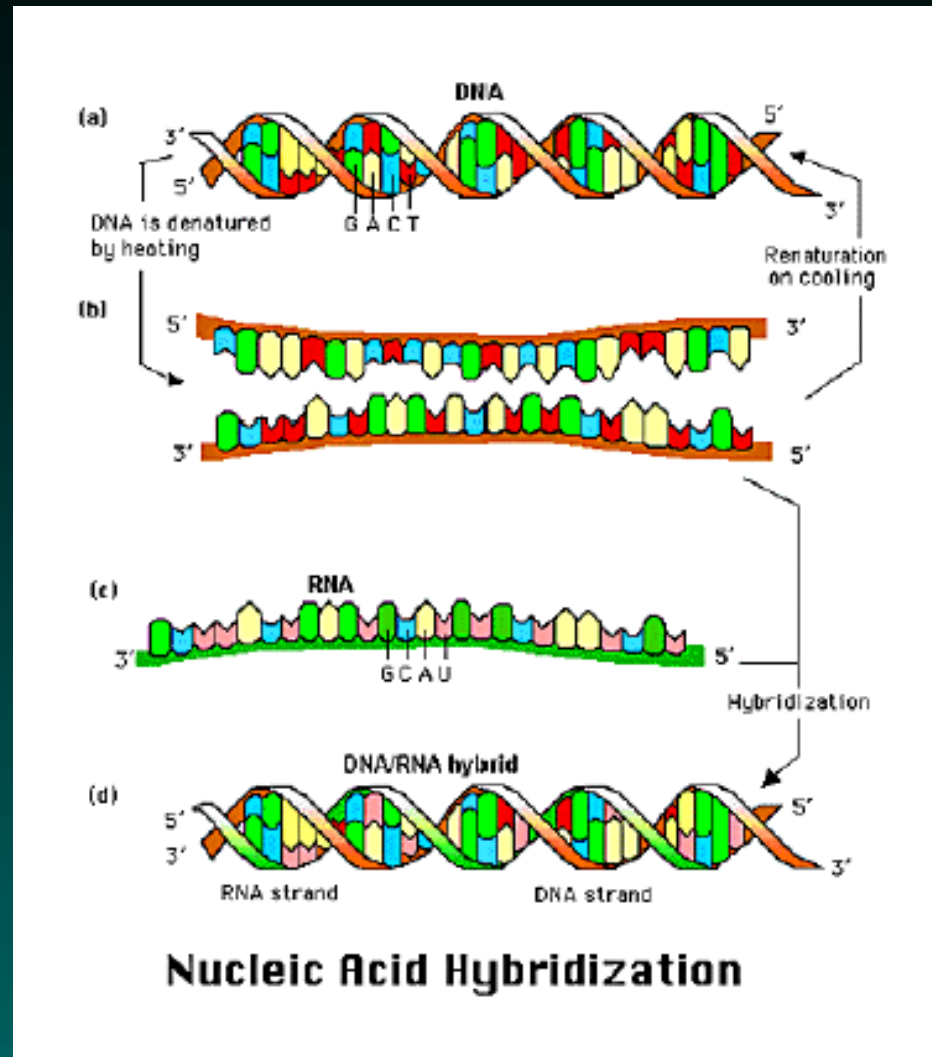 DNA
(a)
3'
5'
5'
3'
G A C T
DNA is denatured
by heating
Renaturation
on cooling
(b)
5'
3'
3'
5'
(c)
RNA
3'
5'
G C A U
Hybridization
DNA/RNA hybrid
(d)
5'
3'
5'
3'
RNA strand
DNA strand
Nucleic Acid Hybridization